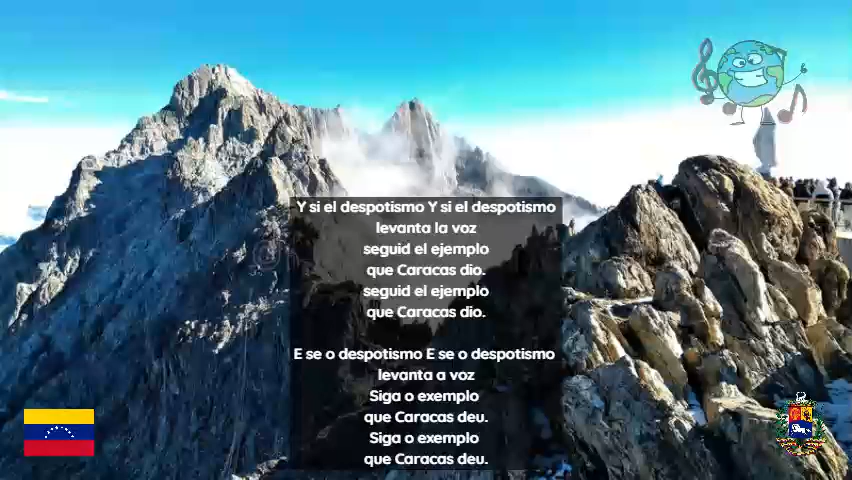 Y si el despotismo Y si el despotismo
levanta la voz
seguid el ejemplo
que Caracas dio.
seguid el ejemplo
que Caracas dio.
E se o despotismo E se o despotismo
levanta a voz
Siga o exemplo
que Caracas deu.
Siga o exemplo
que Caracas deu.